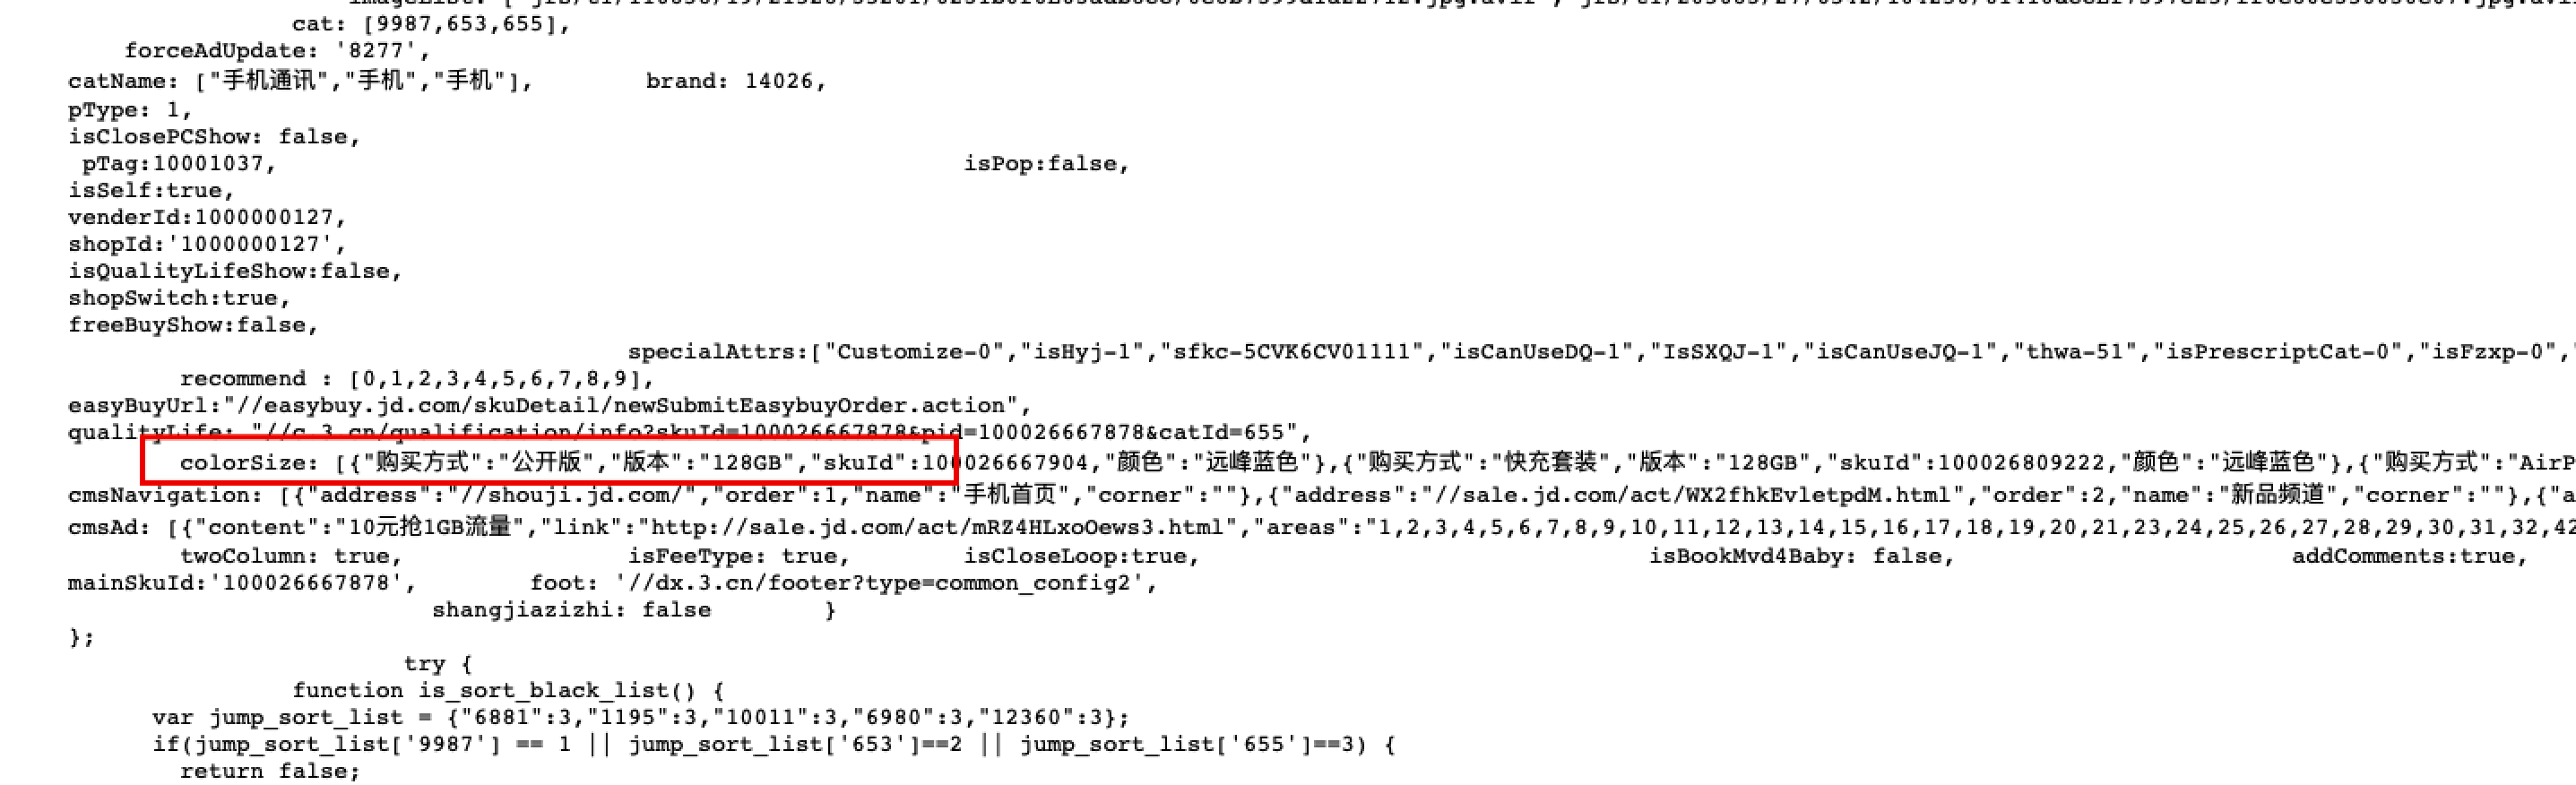 cat: [9987,653,655],
forceAdUpdate: '8277',
catName: ["手机通讯","手机","手机"], brand: 14026,
pType: 1,
isClosePCShow: false,
pTag:10001037, isPop:false,
isSelf:true,
venderId:1000000127,
shopId:'1000000127',
isQualityLifeShow:false,
shopSwitch:true,
freeBuyShow:false,
specialAttrs:["Customize-0","isHyj-1","sfkc-5CVK6CV01111","isCanUseDQ-1","IsSXQJ-1","isCanUseJQ-1","thwa-51","isPrescriptCat-0","isFzxp-0","
recommend : [0,1,2,3,4,5,6,7,8,9],
easyBuyUrl:"//easybuy.jd.com/skuDetail/newSubmitEasybuyOrder.action",
qualityLife: "//c.3.cn/qualification/info?skuId=100026667878&pid=100026667878&catId=655",
colorSize: [{"购买方式":"公开版","版本":"128GB","skuId":100026667904,"颜色":"远峰蓝色"},{"购买方式":"快充套装","版本":"128GB","skuId":100026809222,"颜色":"远峰蓝色"},{"购买方式":"AirP
cmsNavigation: [{"address":"//shouji.jd.com/","order":1,"name":"手机首页","corner":""},{"address":"//sale.jd.com/act/WX2fhkEvletpdM.html","order":2,"name":"新品频道","corner":""},{"a
cmsAd: [{"content":"10元抢1GB流量","link":"http://sale.jd.com/act/mRZ4HLxoOews3.html","areas":"1,2,3,4,5,6,7,8,9,10,11,12,13,14,15,16,17,18,19,20,21,23,24,25,26,27,28,29,30,31,32,42
twoColumn: true, isFeeType: true, isCloseLoop:true, isBookMvd4Baby: false, addComments:true,
mainSkuId:'100026667878', foot: '//dx.3.cn/footer?type=common_config2',
shangjiazizhi: false }
};
try {
function is_sort_black_list() {
var jump_sort_list = {"6881":3,"1195":3,"10011":3,"6980":3,"12360":3};
if(jump_sort_list['9987'] == 1 || jump_sort_list['653']==2 || jump_sort_list['655']==3) {
return false;